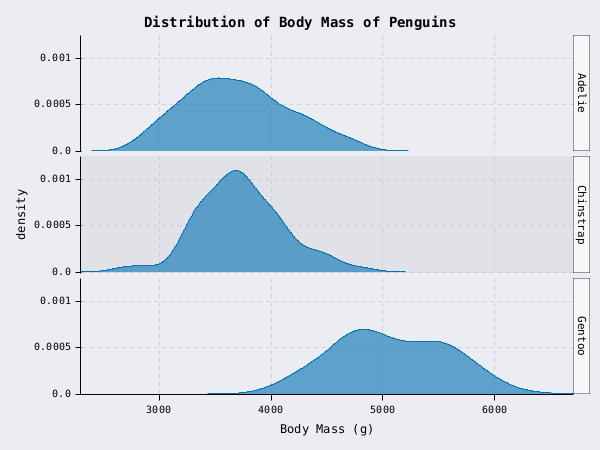 Distribution of Body Mass of Penguins
0.001
0.0005
0.0
Adelie
0.001
0.0005
0.0
Chinstrap
0.001
0.0005
0.0
Gentoo
density
3000 4000 5000 6000
Body Mass (g)